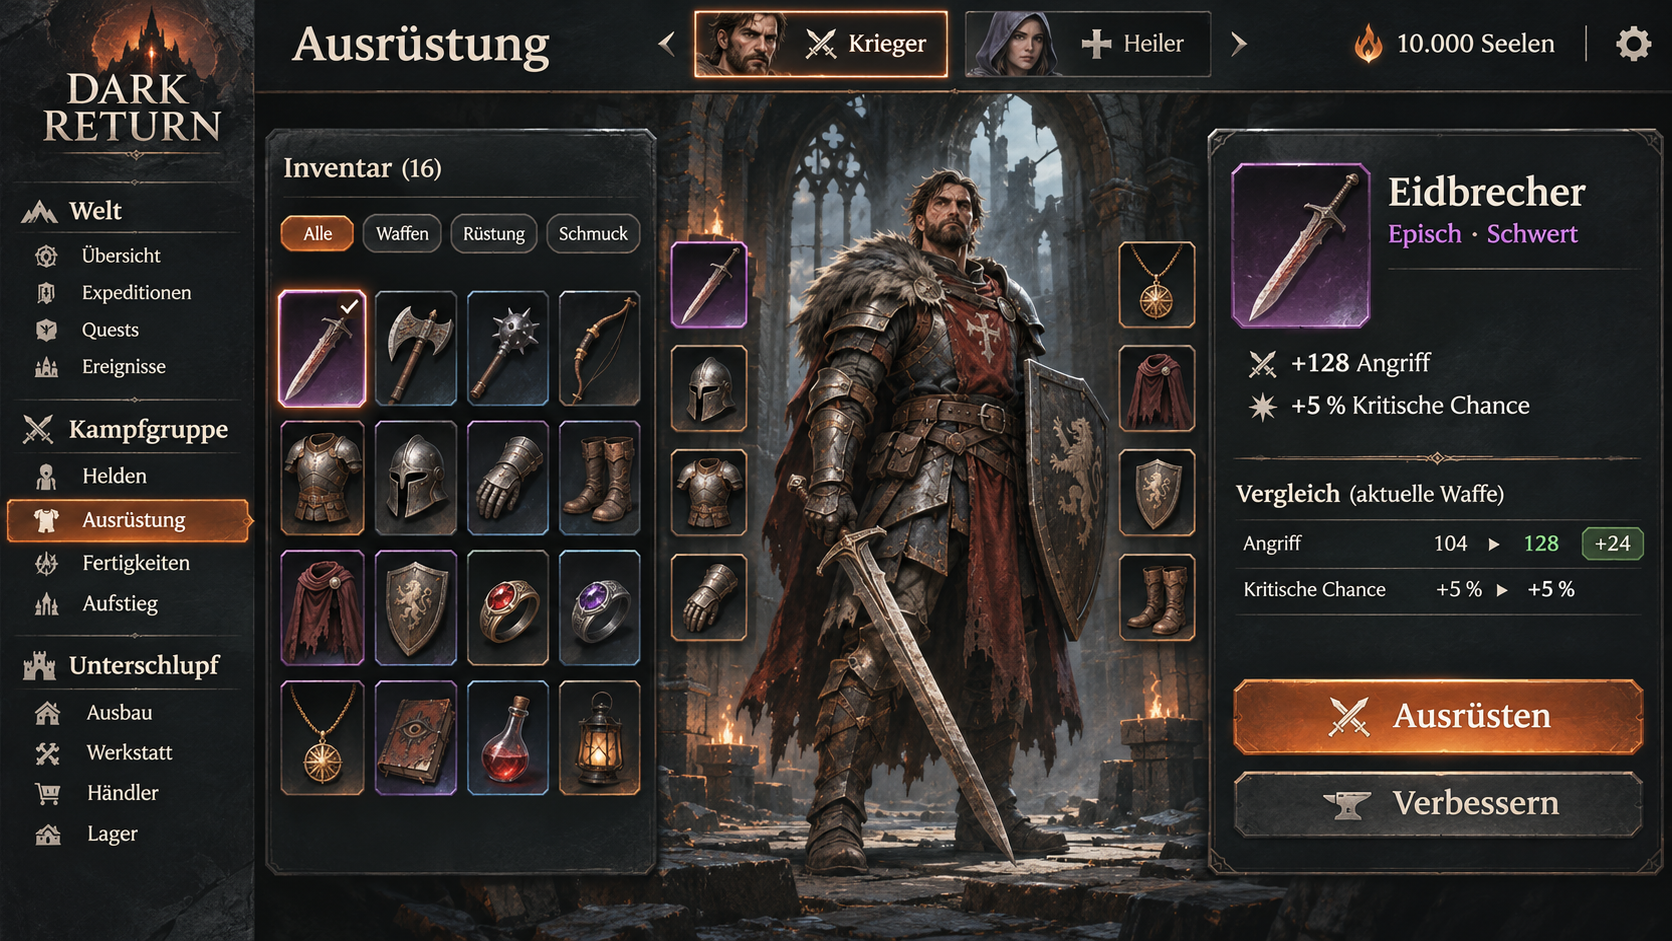 DARK
RETURN
Welt
Übersicht
Expeditionen
Quests
Ereignisse
Kampfgruppe
Helden
Ausrüstung
Fertigkeiten
Aufstieg
Unterschlupf
Ausbau
Werkstatt
Händler
Lager
Ausrüstung
Krieger
Heiler
10.000 Seelen
Inventar (16)
Alle
Waffen
Rüstung
Schmuck
Eidbrecher
Episch · Schwert
+128 Angriff
+5 % Kritische Chance
Vergleich (aktuelle Waffe)
Angriff 104 ▶ 128 +24
Kritische Chance +5 % ▶ +5 %
Ausrüsten
Verbessern